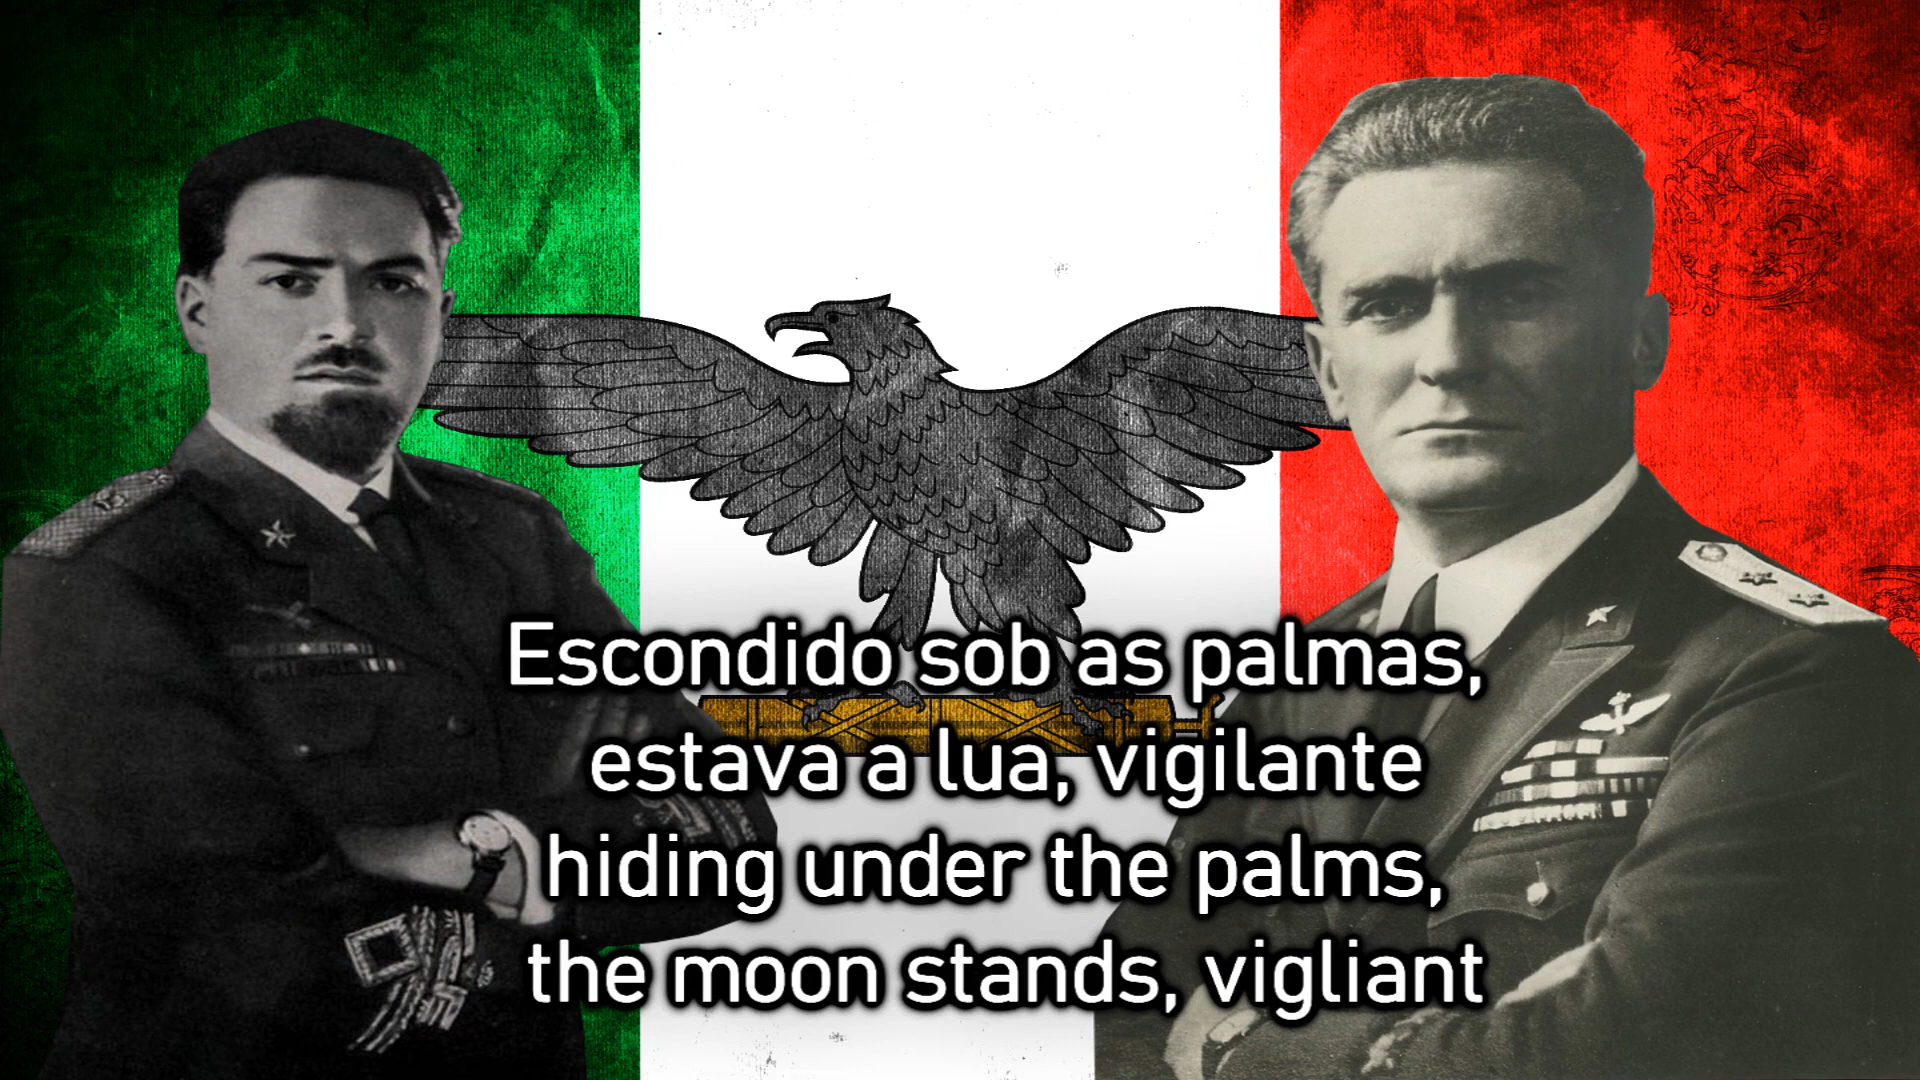 Escondido sob as palmas,
estava a lua, vigilante
hiding under the palms,
the moon stands, vigliant